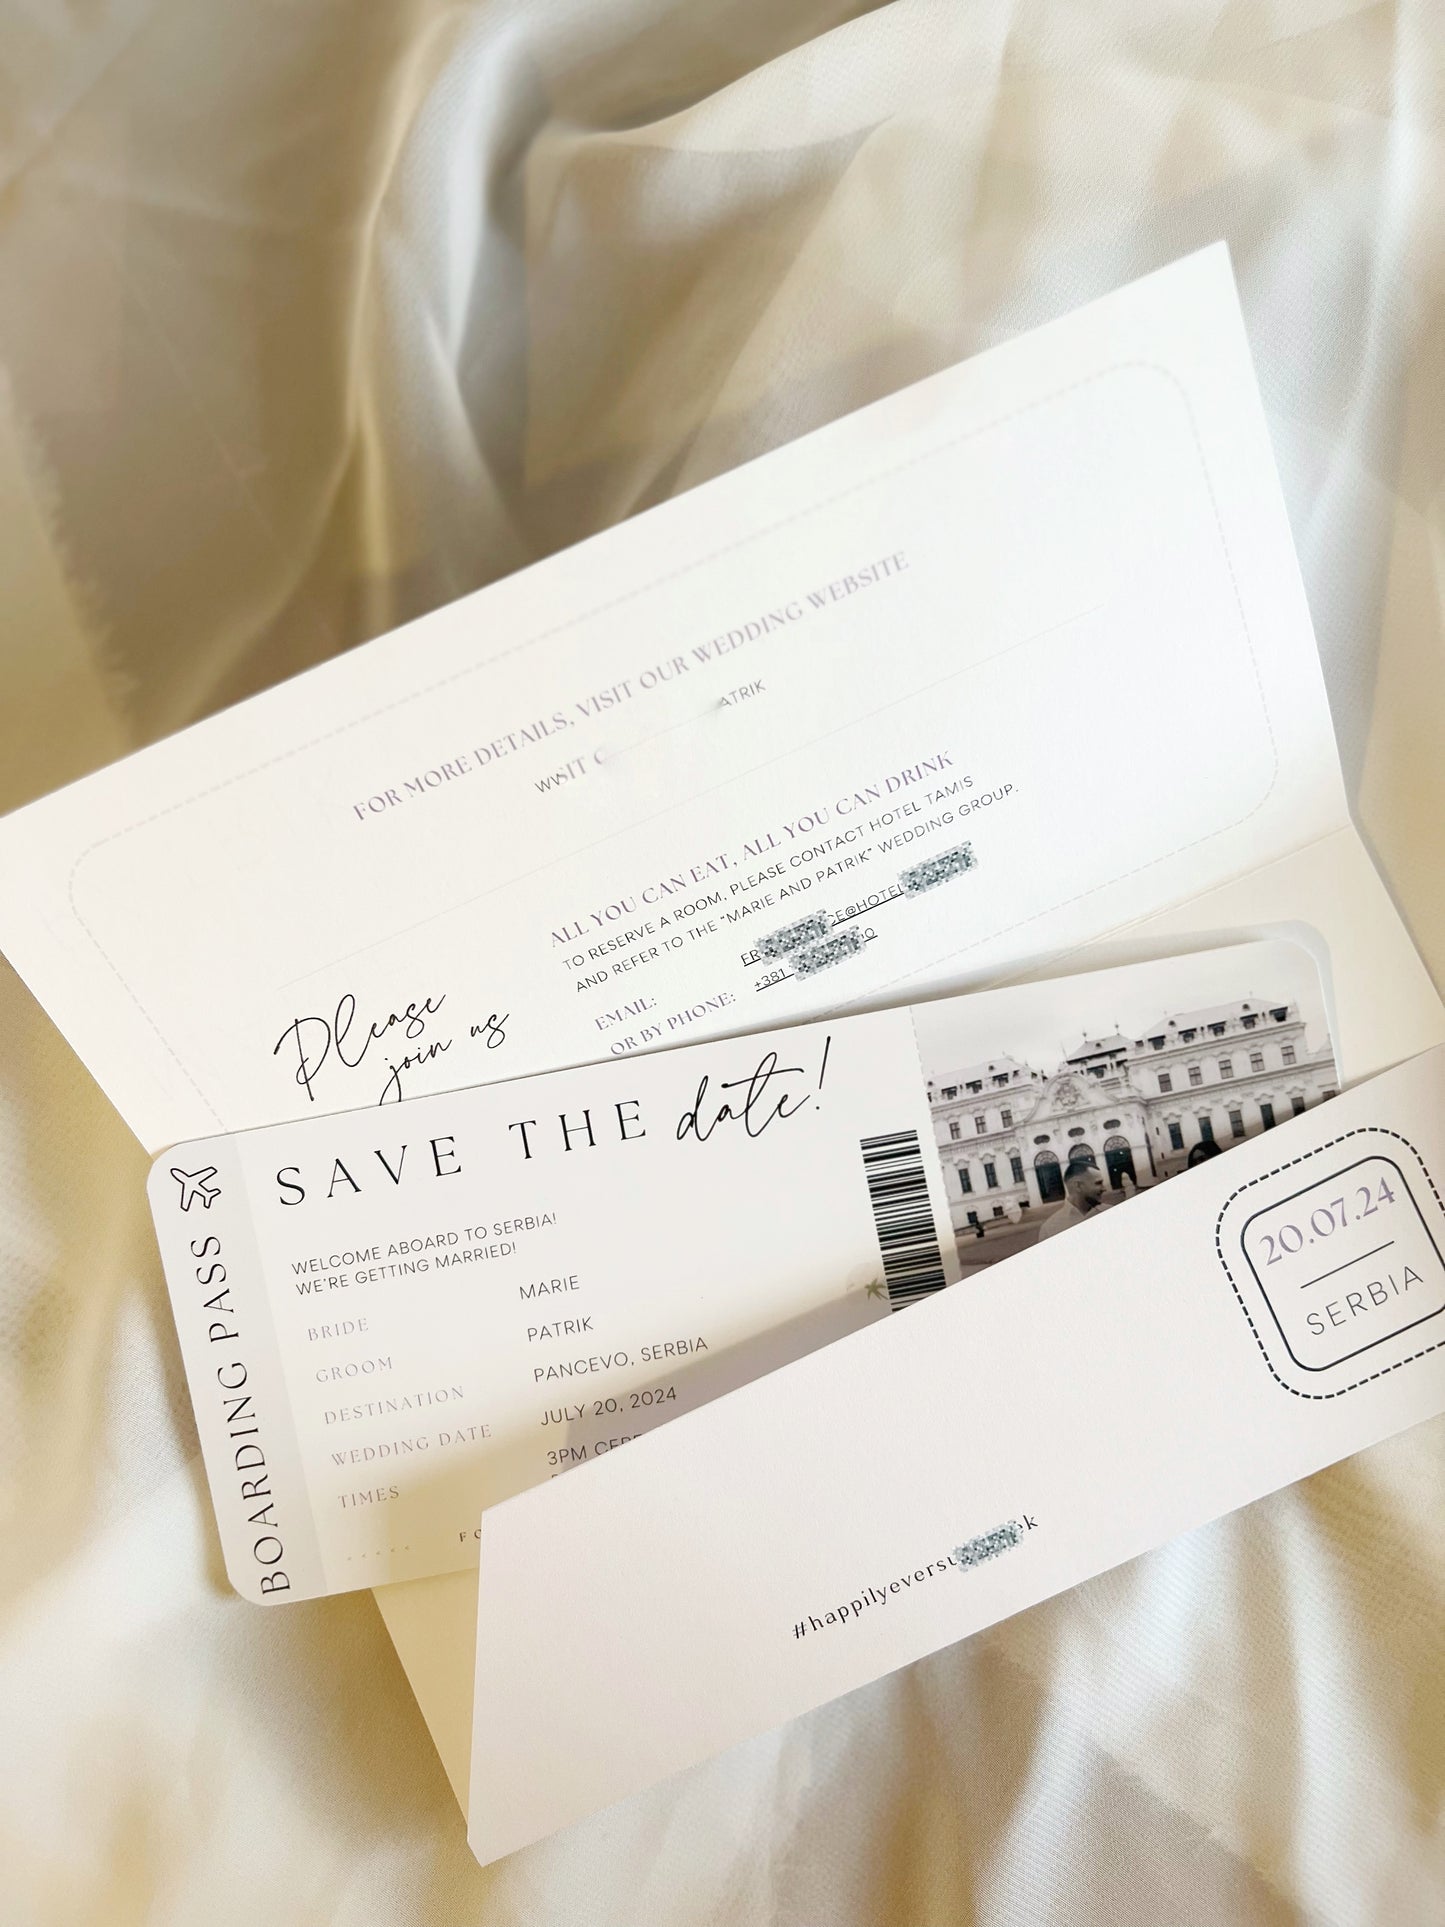 FOR MORE DETAILS, VISIT OUR WEDDING WEBSITE
ATRIK
ALL YOU CAN EAT, ALL YOU CAN DRINK
TO RESERVE A ROOM, PLEASE CONTACT HOTEL TAMIS
AND REFER TO THE "MARIE AND PATRIK" WEDDING GROUP.
EMAIL:
OR BY PHONE: +381
Please
join us
BOARDING PASS
SAVE THE date!
WELCOME ABOARD TO SERBIA!
WE'RE GETTING MARRIED!
BRIDE MARIE
GROOM PATRIK
DESTINATION PANCEVO, SERBIA
WEDDING DATE JULY 20, 2024
TIMES 3PM
20.07.24
SERBIA